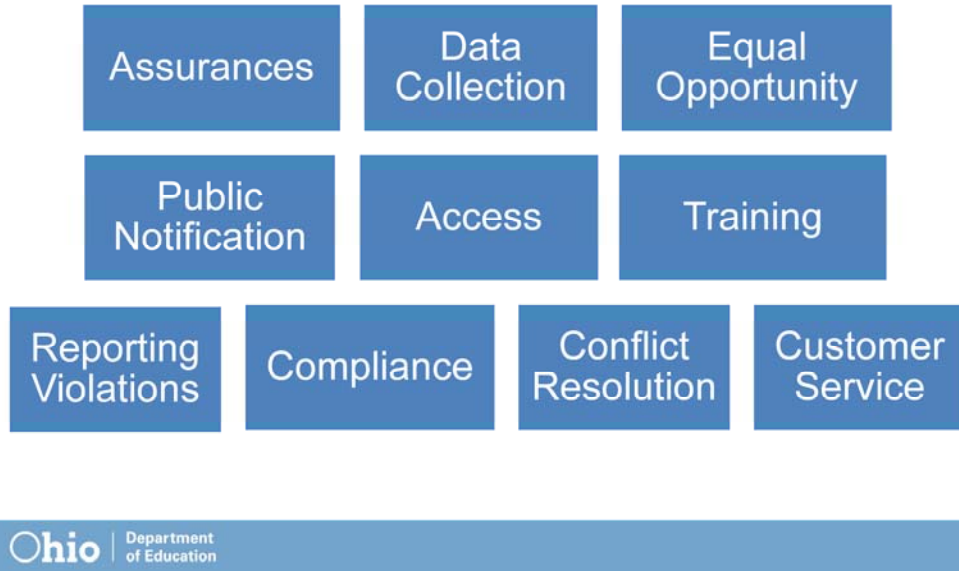 Assurances
Data
Collection
Equal
Opportunity
Public
Notification
Access
Training
Reporting
Violations
Compliance
Conflict
Resolution
Customer
Service
Ohio
Department
of Education